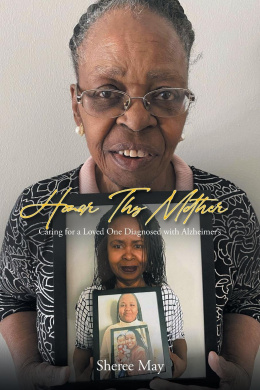 Honor Thy Mother
Caring for a Loved One Diagnosed with Alzheimer's
Sheree May